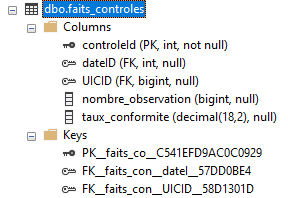 dbo.faits_controles
Columns
controleId (PK, int, not null)
dateID (FK, int, null)
UICID (FK, bigint, null)
nombre_observation (bigint, null)
taux_conformite (decimal(18,2), null)
Keys
PK__faits_co__C541EFD9AC0C0929
FK__faits_con__dateI__57DD0BE4
FK__faits_con__UICID__58D1301D